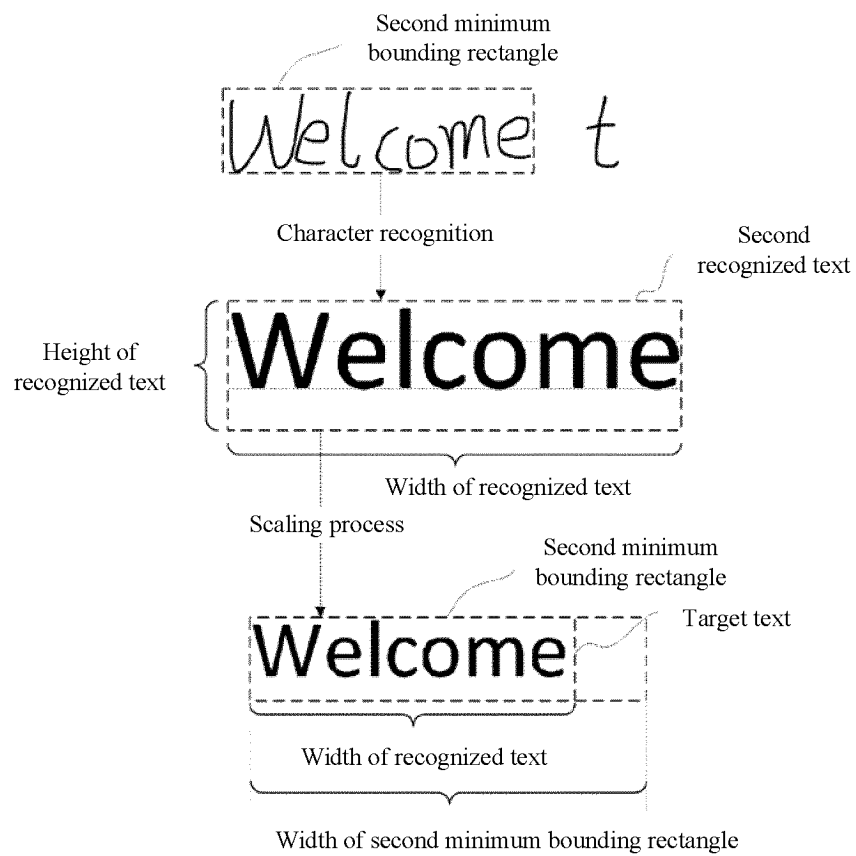 Second minimum
bounding rectangle
Welcome t
Character recognition
Second
recognized text
Welcome
Height of
recognized text
Width of recognized text
Scaling process
Second minimum
bounding rectangle
Target text
Welcome
Width of recognized text
Width of second minimum bounding rectangle